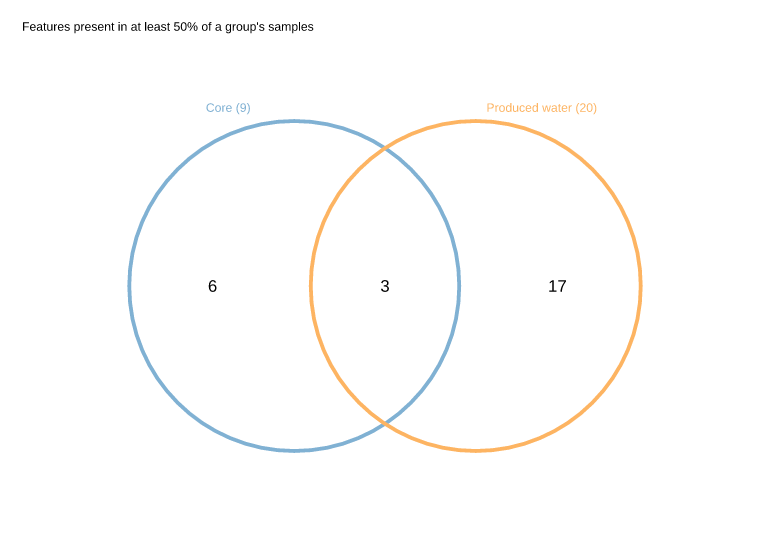 Features present in at least 50% of a group's samples
Core (9)
Produced water (20)
6
3
17